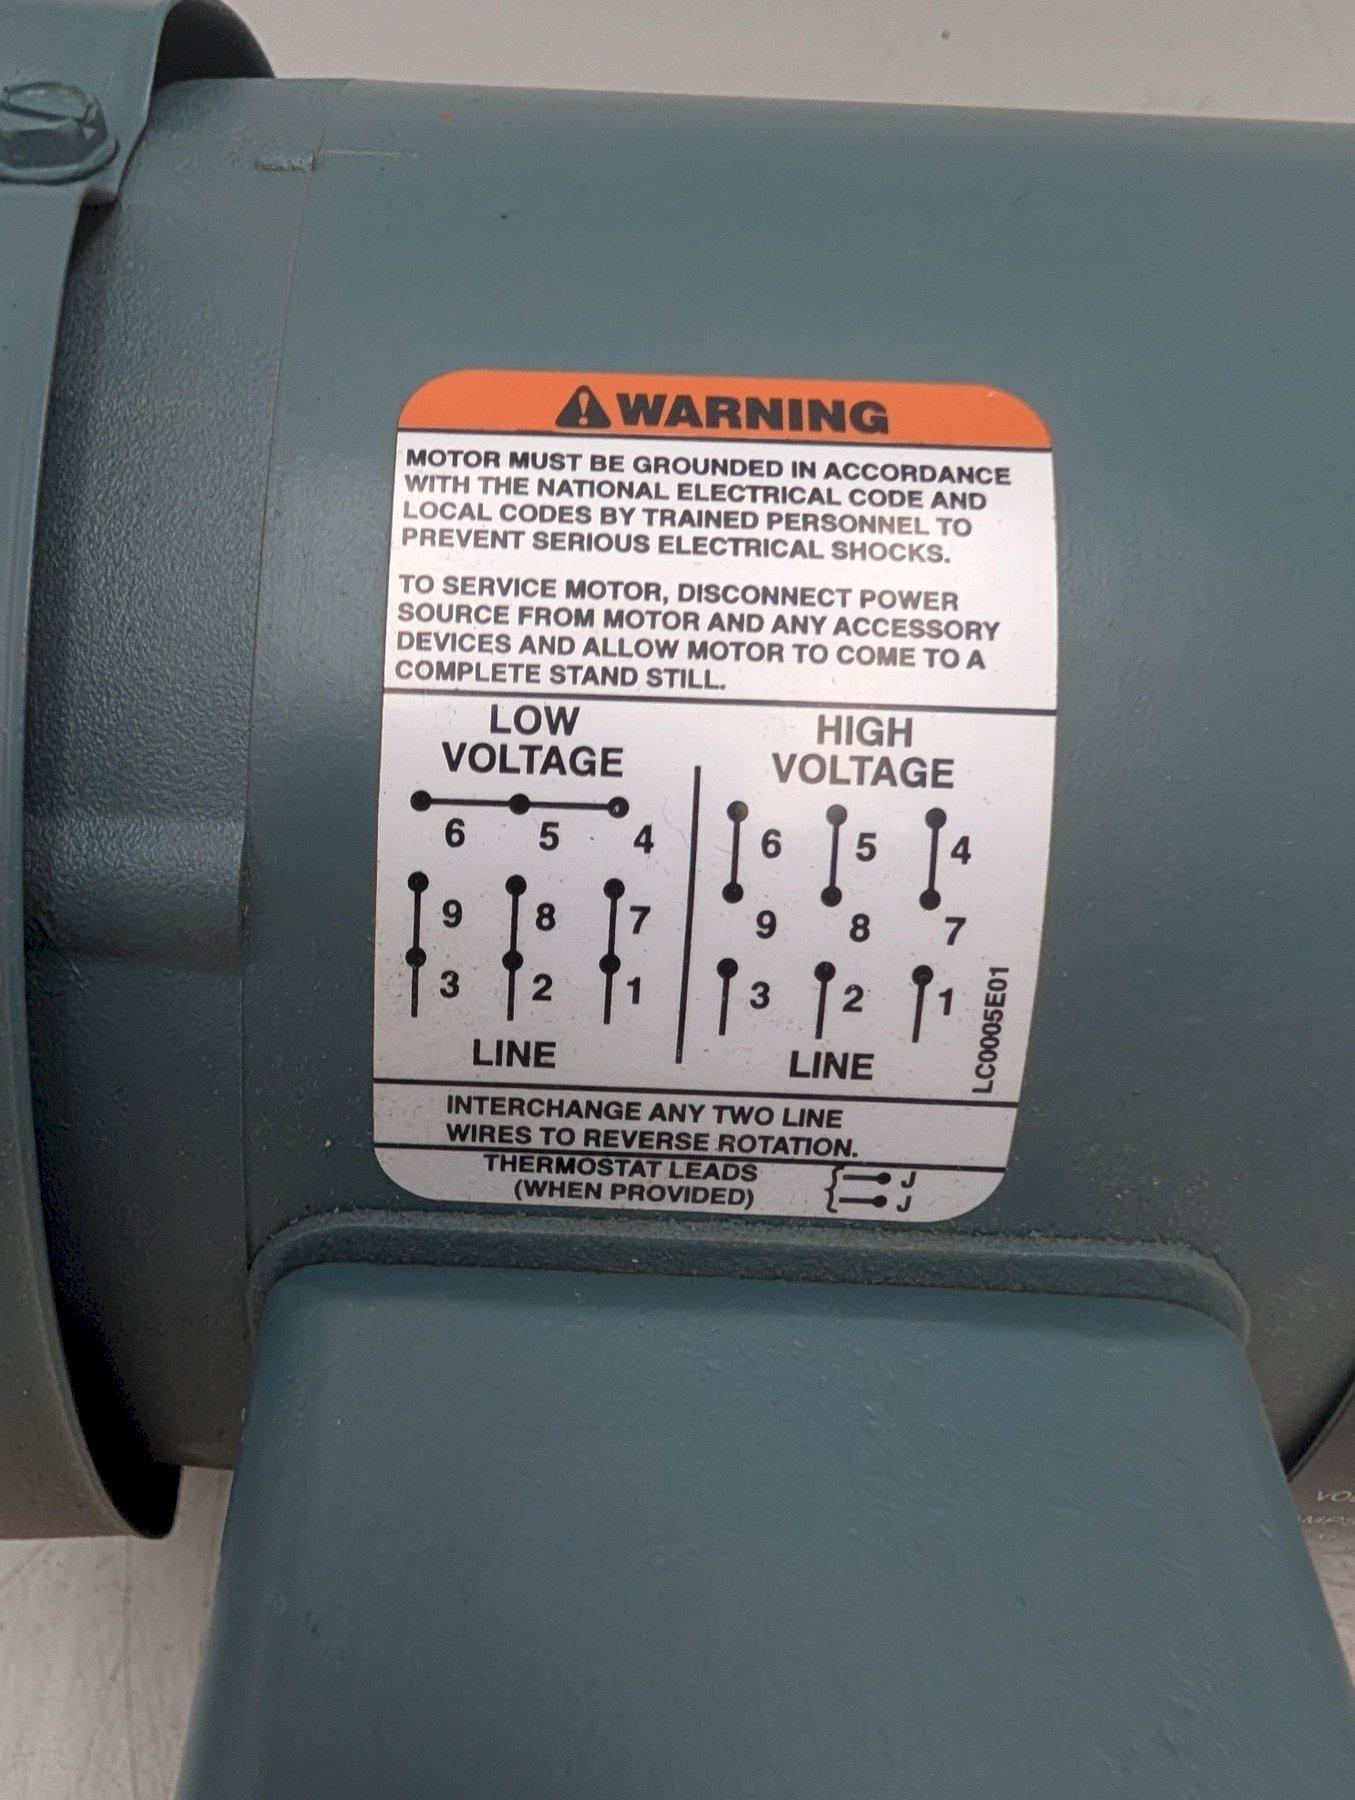 WARNING
MOTOR MUST BE GROUNDED IN ACCORDANCE
WITH THE NATIONAL ELECTRICAL CODE AND
LOCAL CODES BY TRAINED PERSONNEL TO
PREVENT SERIOUS ELECTRICAL SHOCKS.
TO SERVICE MOTOR, DISCONNECT POWER
SOURCE FROM MOTOR AND ANY ACCESSORY
DEVICES AND ALLOW MOTOR TO COME TO A
COMPLETE STAND STILL.
LOW
VOLTAGE
6 5 4
9 8 7
3 2 1
LINE
HIGH
VOLTAGE
6 5 4
9 8 7
3 2 1
LINE
LC0005E01
INTERCHANGE ANY TWO LINE
WIRES TO REVERSE ROTATION.
THERMOSTAT LEADS J
(WHEN PROVIDED) J